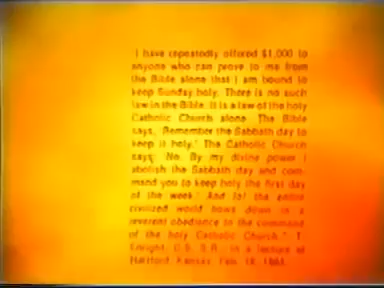 I have repeatedly offered $1,000 to
anyone who can prove to me from
the Bible alone that I am bound to
keep Sunday holy. There is no such
law in the Bible. It is a law of the holy
Catholic Church alone. The Bible
says, 'Remember the Sabbath day to
keep it holy.' The Catholic Church
says: 'No. By my divine power I
abolish the Sabbath day and com-
mand you to keep holy the first day
of the week.' And lo! the entire
civilized world bows down in a
reverent obedience to the command
of the holy Catholic Church." T.
Enright, C.S.S.R., in a lecture at
Hartford, Kansas, Feb. 18, 1884.